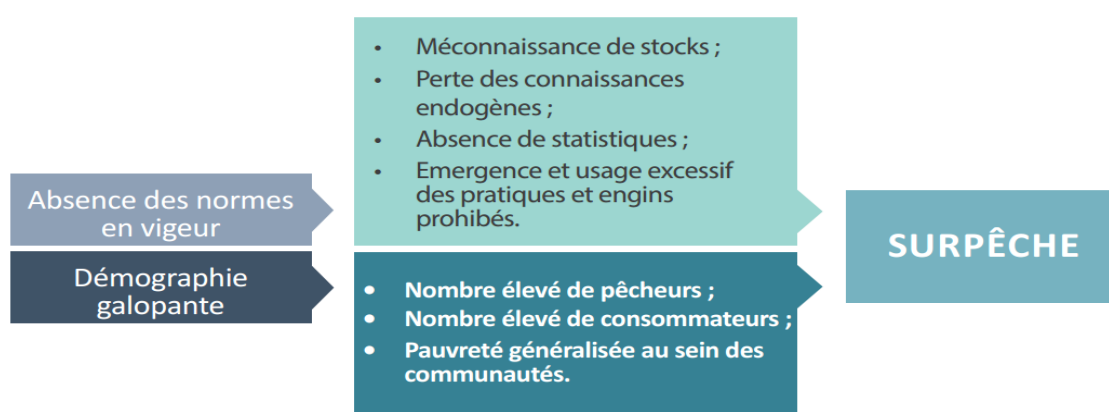 Absence des normes
en vigeur
Démographie
galopante
• Méconnaissance de stocks ;
• Perte des connaissances
endogènes ;
• Absence de statistiques ;
• Emergence et usage excessif
des pratiques et engins
prohibés.
• Nombre élevé de pêcheurs ;
• Nombre élevé de consommateurs ;
• Pauvreté généralisée au sein des
communautés.
SURPÊCHE